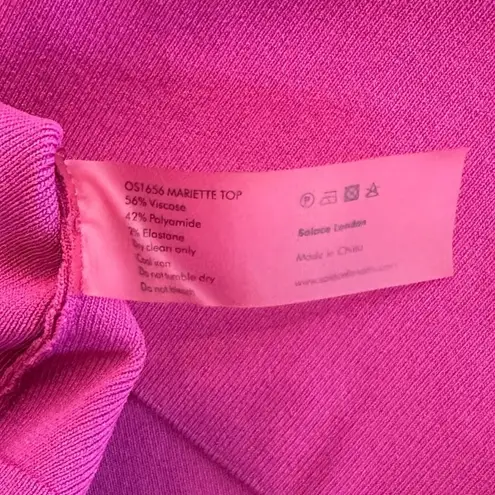 OS1656 MARIETTE TOP
56% Viscose
42% Polyamide
2% Elastane
Dry clean only
Cool iron
Do not tumble dry
Do not bleach
P
Solace London
Made in China